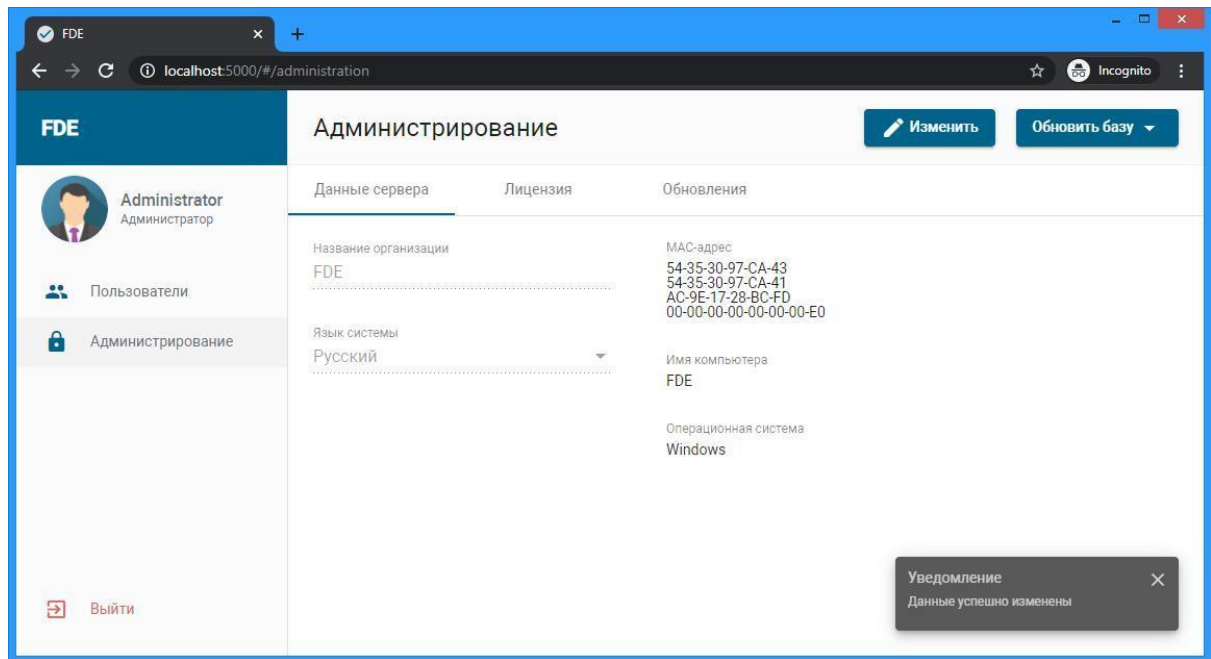 FDE
localhost:5000/#/administration
Incognito
FDE
Администрирование
Изменить
Обновить базу
Administrator
Администратор
Данные сервера
Лицензия
Обновления
Пользователи
Администрирование
Название организации
FDE
Язык системы
Русский
МАС-адрес
54-35-30-97-CA-43
54-35-30-97-CA-41
AC-9E-17-28-BC-FD
00-00-00-00-00-00-00-E0
Имя компьютера
FDE
Операционная система
Windows
Уведомление
Данные успешно изменены
Выйти